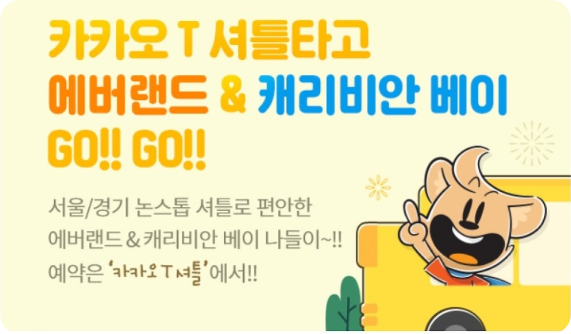 카카오 T 셔틀타고
에버랜드 & 캐리비안 베이
GO!! GO!!
서울/경기 논스톱 셔틀로 편안한
에버랜드 & 캐리비안 베이 나들이~!!
예약은 '카카오 T 셔틀'에서!!